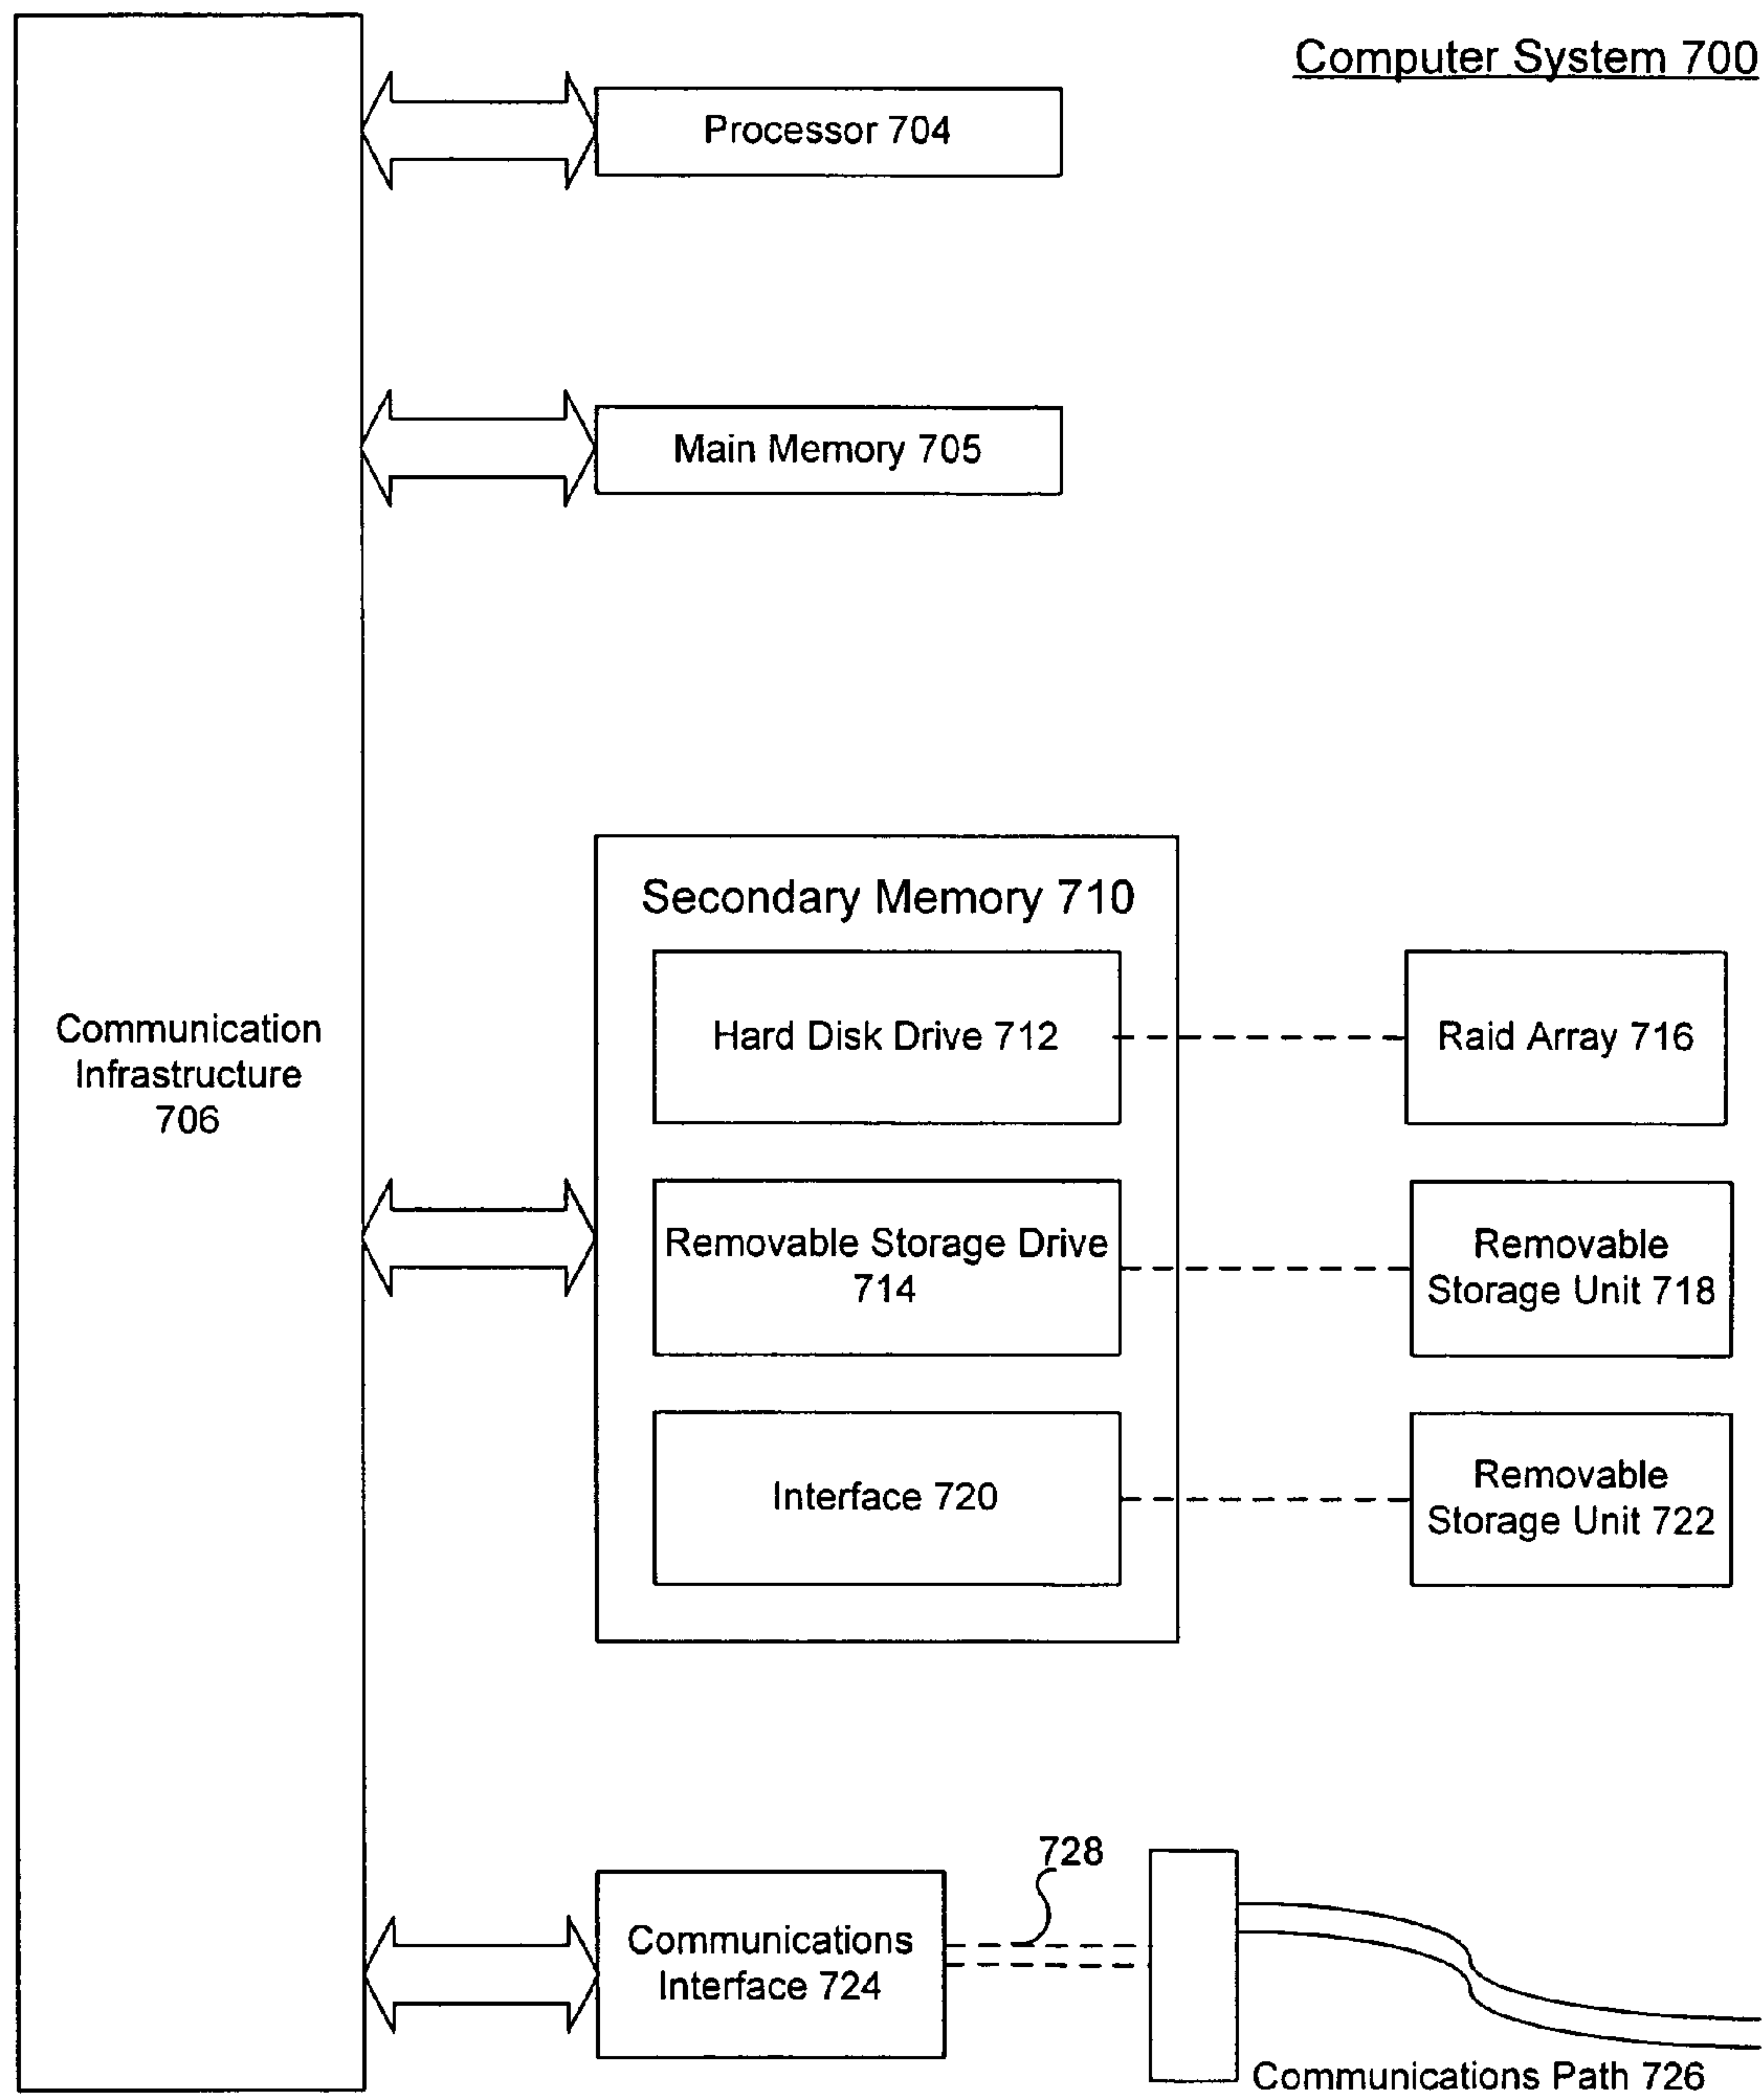 Computer System 700
Processor 704
Main Memory 705
Communication
Infrastructure
706
Secondary Memory 710
Hard Disk Drive 712
Raid Array 716
Removable Storage Drive
714
Removable
Storage Unit 718
Interface 720
Removable
Storage Unit 722
728
Communications
Interface 724
Communications Path 726